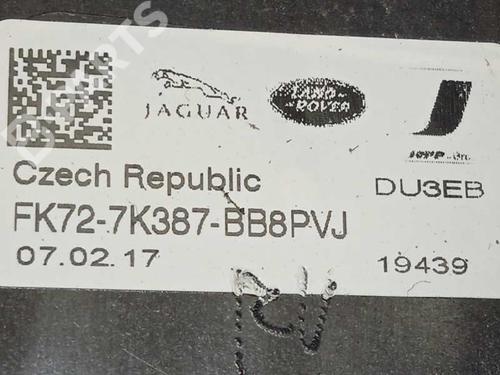 JAGUAR
LAND
ROVER
Czech Republic
DU3EB
FK72-7K387-BB8PVJ
07.02.17
19439